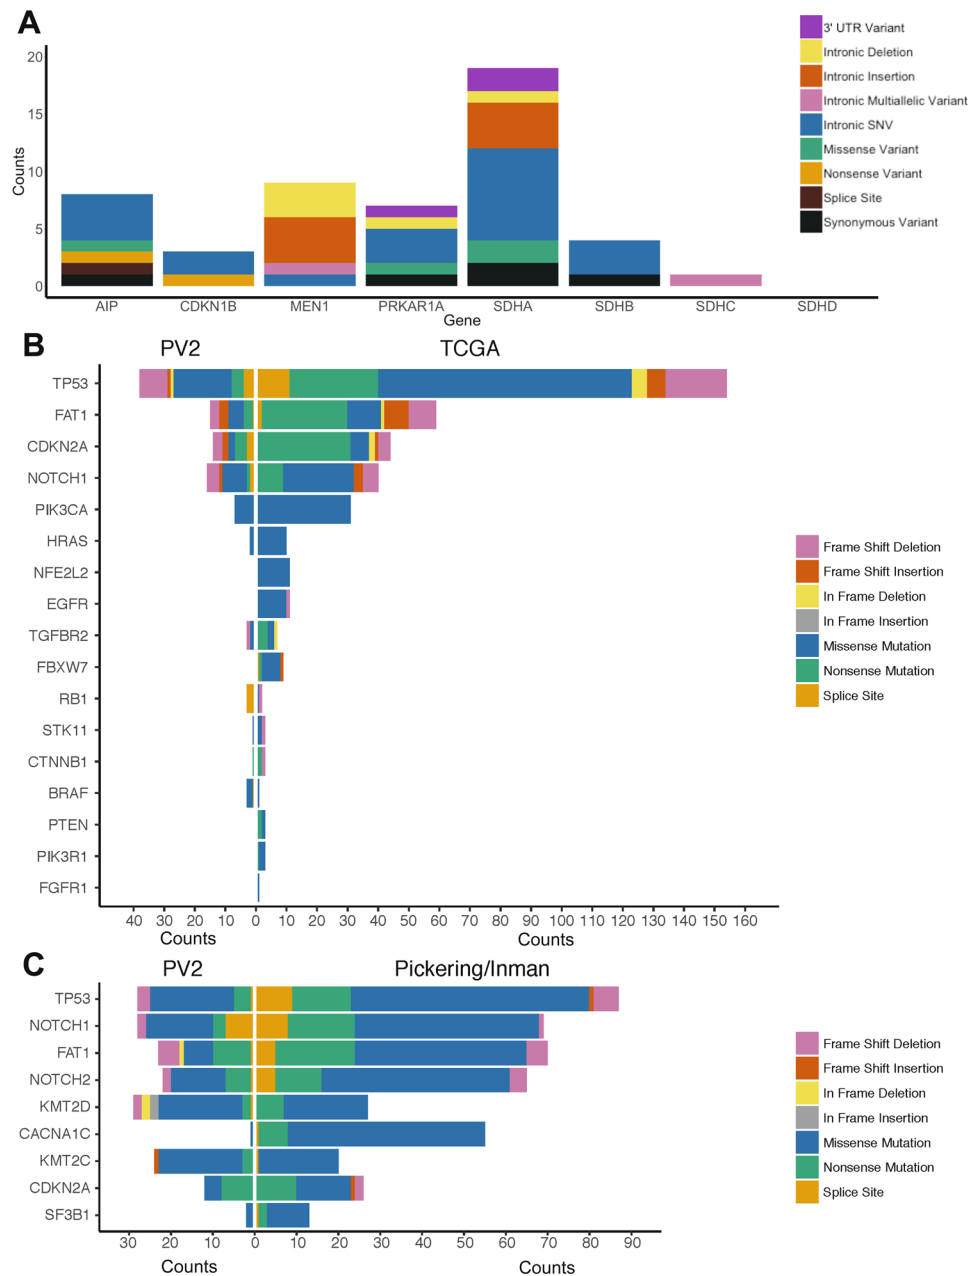 A
Counts
20
15
10
5
0
AIP CDKN1B MEN1 PRKAR1A SDHA SDHB SDHC SDHD
Gene
3' UTR Variant
Intronic Deletion
Intronic Insertion
Intronic Multiallelic Variant
Intronic SNV
Missense Variant
Nonsense Variant
Splice Site
Synonymous Variant
B
PV2 TCGA
TP53
FAT1
CDKN2A
NOTCH1
PIK3CA
HRAS
NFE2L2
EGFR
TGFBR2
FBXW7
RB1
STK11
CTNNB1
BRAF
PTEN
PIK3R1
FGFR1
40 30 20 10 0 10 20 30 40 50 60 70 80 90 100 110 120 130 140 150 160
Counts Counts
Frame Shift Deletion
Frame Shift Insertion
In Frame Deletion
In Frame Insertion
Missense Mutation
Nonsense Mutation
Splice Site
C
PV2 Pickering/Inman
TP53
NOTCH1
FAT1
NOTCH2
KMT2D
CACNA1C
KMT2C
CDKN2A
SF3B1
30 20 10 0 10 20 30 40 50 60 70 80 90
Counts Counts
Frame Shift Deletion
Frame Shift Insertion
In Frame Deletion
In Frame Insertion
Missense Mutation
Nonsense Mutation
Splice Site